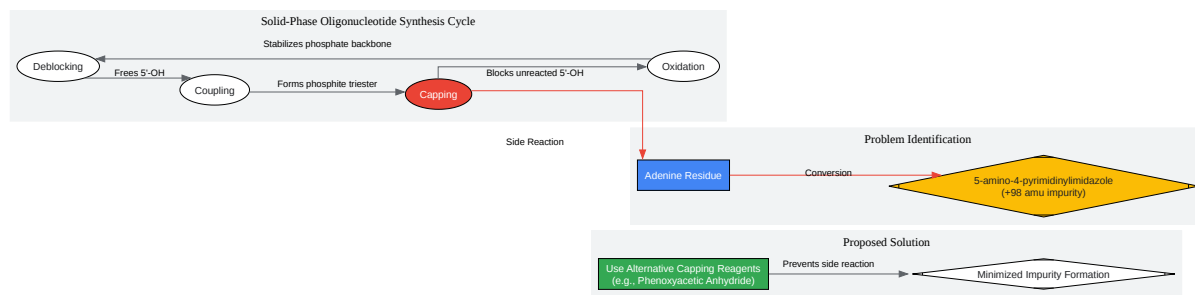 Solid-Phase Oligonucleotide Synthesis Cycle
Stabilizes phosphate backbone
Deblocking
Frees 5'-OH
Coupling
Forms phosphite triester
Capping
Blocks unreacted 5'-OH
Oxidation
Side Reaction
Problem Identification
Adenine Residue
Conversion
5-amino-4-pyrimidinylimidazole
(+98 amu impurity)
Proposed Solution
Use Alternative Capping Reagents
(e.g., Phenoxyacetic Anhydride)
Prevents side reaction
Minimized Impurity Formation